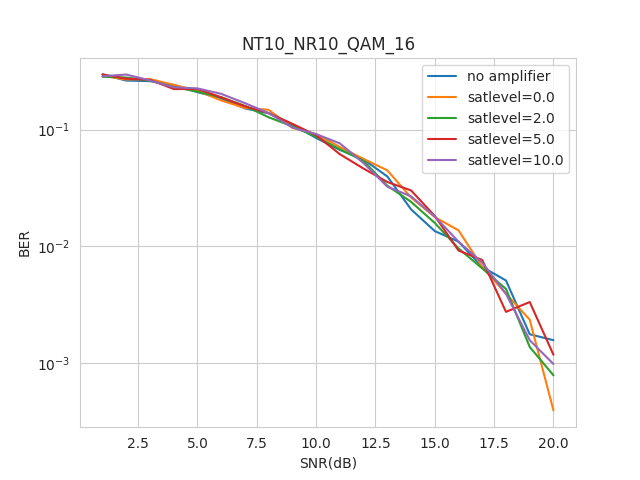 NT10_NR10_QAM_16
no amplifier
satlevel=0.0
satlevel=2.0
satlevel=5.0
satlevel=10.0
10⁻¹
10⁻²
10⁻³
BER
2.5 5.0 7.5 10.0 12.5 15.0 17.5 20.0
SNR(dB)